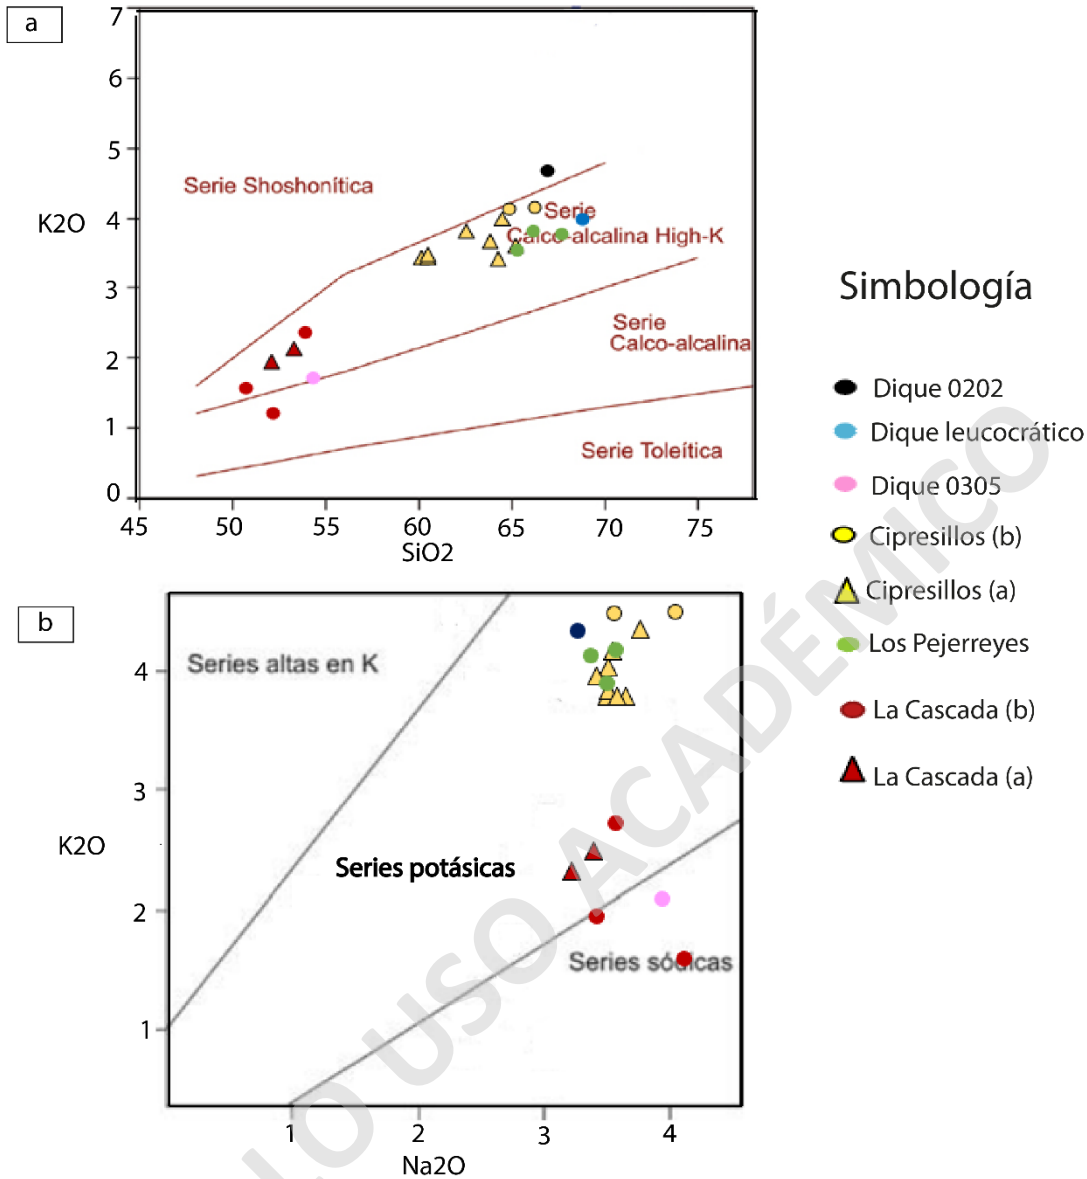 a
7
6
5
4
3
2
1
0
K2O
Serie Shoshonítica
Serie
Calco-alcalina High-K
Serie
Calco-alcalina
Serie Toleítica
45 50 55 60 65 70 75
SiO2
Simbología
Dique 0202
Dique leucocrático
Dique 0305
Cipresillos (b)
Cipresillos (a)
Los Pejerreyes
La Cascada (b)
La Cascada (a)
b
4
3
2
1
K2O
Series altas en K
Series potásicas
Series sódicas
1 2 3 4
Na2O
LO USO ACADÉMICO